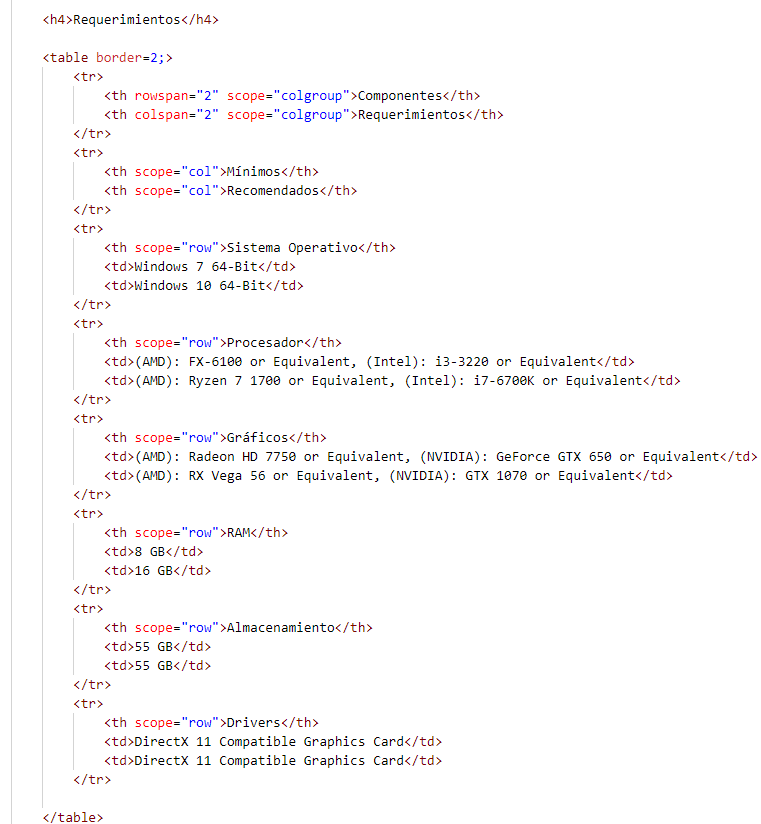 <h4>Requerimientos</h4>
<table border=2;>
<tr>
<th rowspan="2" scope="colgroup">Componentes</th>
<th colspan="2" scope="colgroup">Requerimientos</th>
</tr>
<tr>
<th scope="col">Mínimos</th>
<th scope="col">Recomendados</th>
</tr>
<tr>
<th scope="row">Sistema Operativo</th>
<td>Windows 7 64-Bit</td>
<td>Windows 10 64-Bit</td>
</tr>
<tr>
<th scope="row">Procesador</th>
<td>(AMD): FX-6100 or Equivalent, (Intel): i3-3220 or Equivalent</td>
<td>(AMD): Ryzen 7 1700 or Equivalent, (Intel): i7-6700K or Equivalent</td>
</tr>
<tr>
<th scope="row">Gráficos</th>
<td>(AMD): Radeon HD 7750 or Equivalent, (NVIDIA): GeForce GTX 650 or Equivalent</td>
<td>(AMD): RX Vega 56 or Equivalent, (NVIDIA): GTX 1070 or Equivalent</td>
</tr>
<tr>
<th scope="row">RAM</th>
<td>8 GB</td>
<td>16 GB</td>
</tr>
<tr>
<th scope="row">Almacenamiento</th>
<td>55 GB</td>
<td>55 GB</td>
</tr>
<tr>
<th scope="row">Drivers</th>
<td>DirectX 11 Compatible Graphics Card</td>
<td>DirectX 11 Compatible Graphics Card</td>
</tr>
</table>